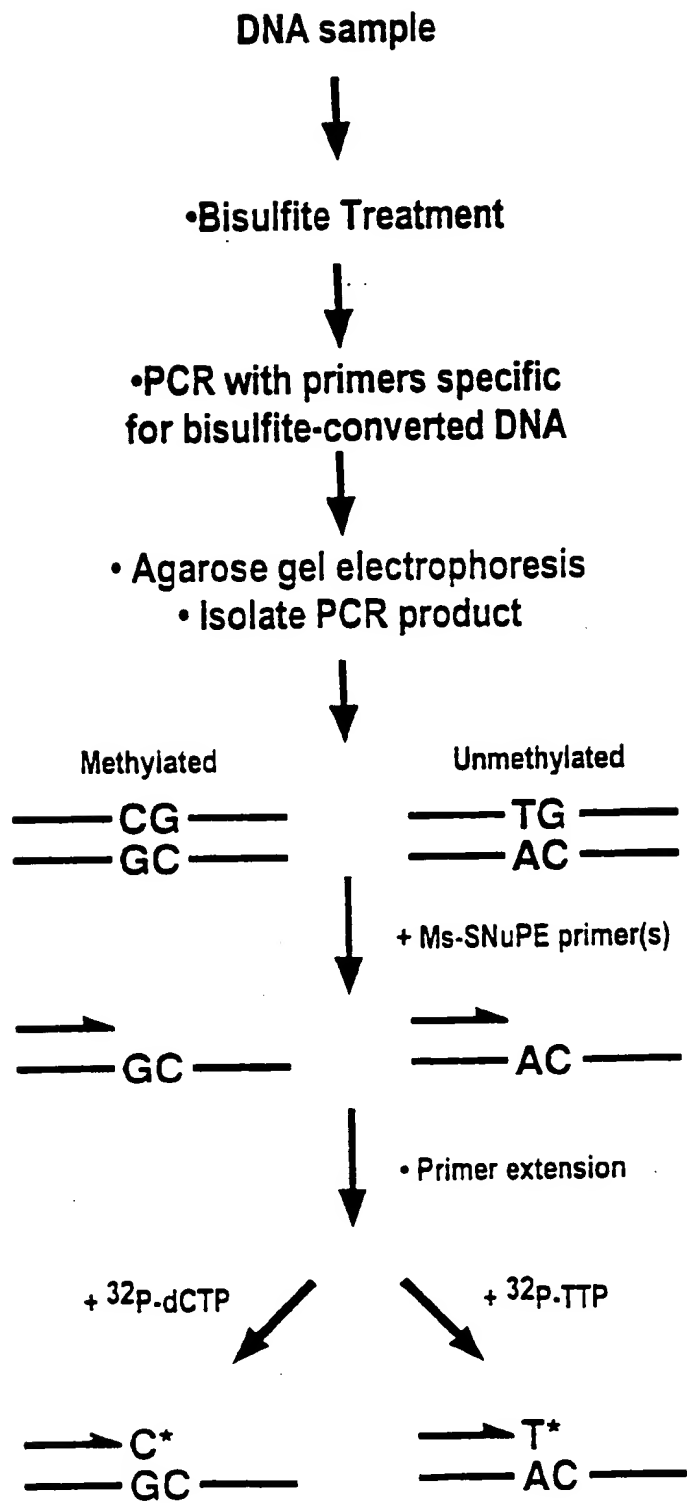 DNA sample
•Bisulfite Treatment
•PCR with primers specific
for bisulfite-converted DNA
• Agarose gel electrophoresis
• Isolate PCR product
Methylated
Unmethylated
CG
GC
TG
AC
+ Ms-SNuPE primer(s)
GC
AC
• Primer extension
+ 32P-dCTP
+ 32P-TTP
C*
GC
T*
AC